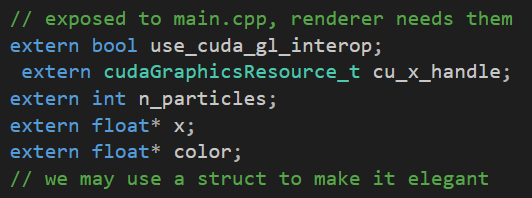 // exposed to main.cpp, renderer needs them
extern bool use_cuda_gl_interop;
 extern cudaGraphicsResource_t cu_x_handle;
extern int n_particles;
extern float* x;
extern float* color;
// we may use a struct to make it elegant